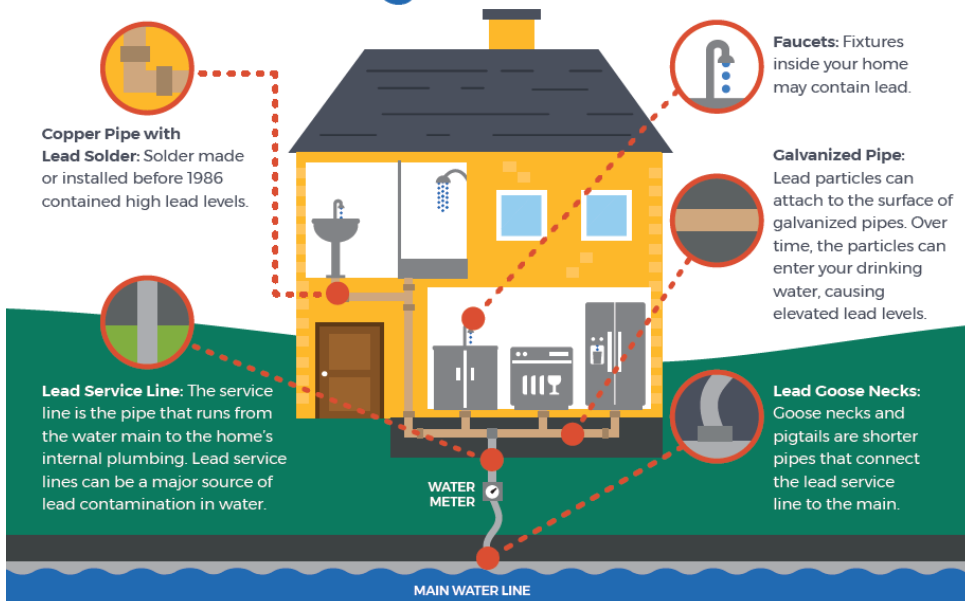 Copper Pipe with
Lead Solder: Solder made
or installed before 1986
contained high lead levels.
Faucets: Fixtures
inside your home
may contain lead.
Galvanized Pipe:
Lead particles can
attach to the surface of
galvanized pipes. Over
time, the particles can
enter your drinking
water, causing
elevated lead levels.
Lead Service Line: The service
line is the pipe that runs from
the water main to the home's
internal plumbing. Lead service
lines can be a major source of
lead contamination in water.
Lead Goose Necks:
Goose necks and
pigtails are shorter
pipes that connect
the lead service
line to the main.
WATER
METER
MAIN WATER LINE